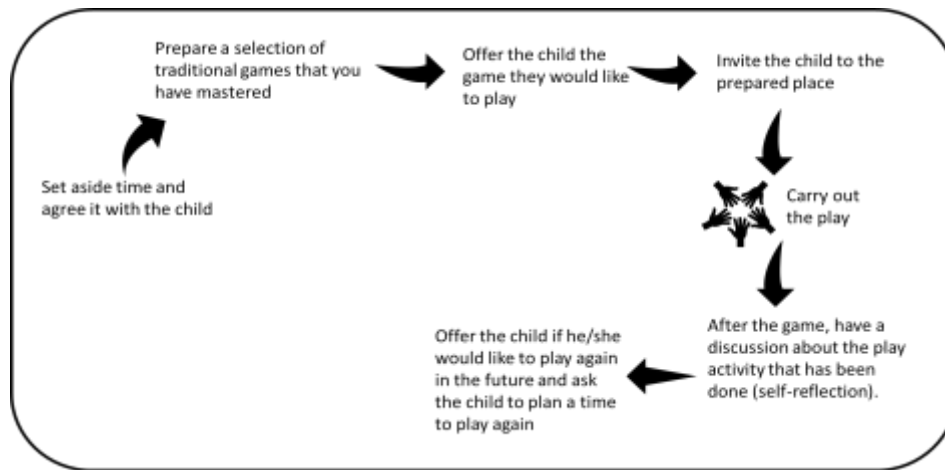 Set aside time and
agree it with the child
Prepare a selection of
traditional games that you
have mastered
Offer the child the
game they would like
to play
Invite the child to the
prepared place
Carry out
the play
After the game, have a
discussion about the play
activity that has been
done (self-reflection).
Offer the child if he/she
would like to play again
in the future and ask
the child to plan a time
to play again